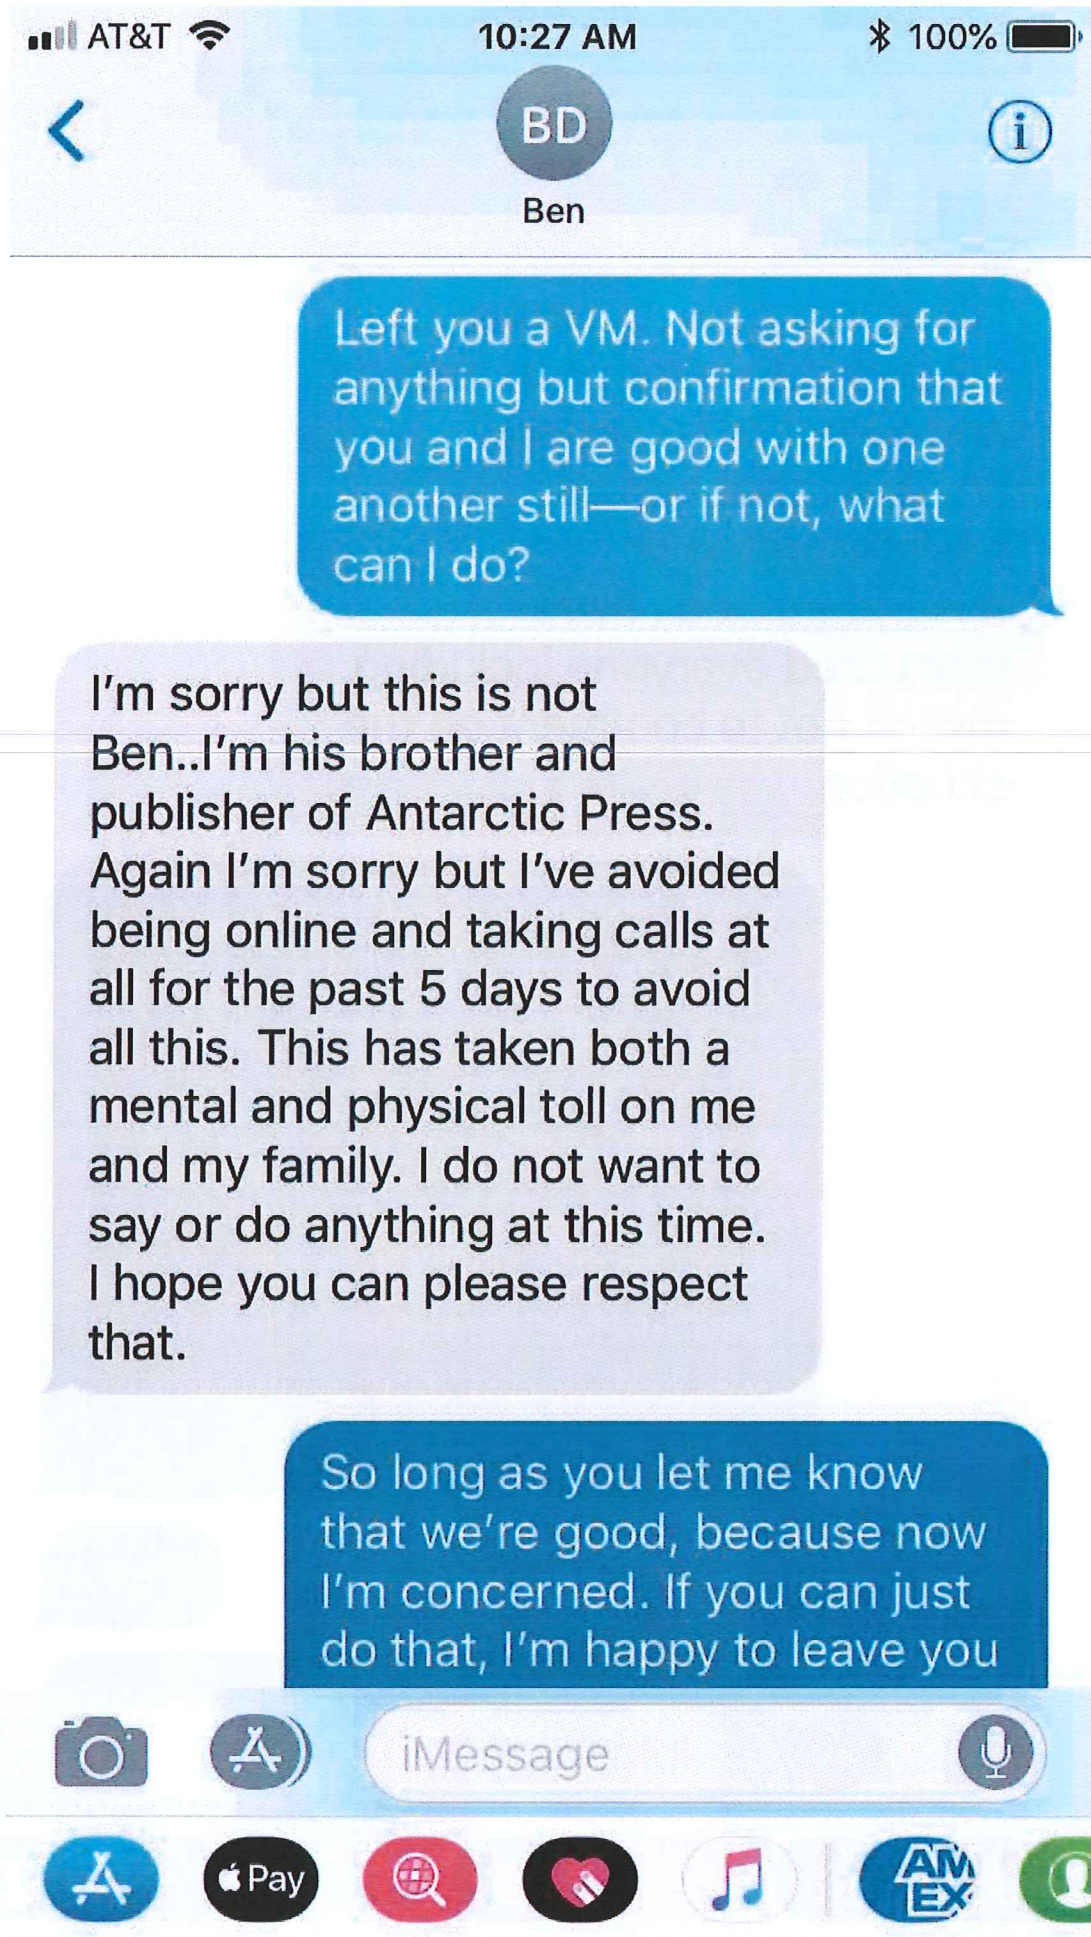 AT&T 10:27 AM 100%
BD
Ben
Left you a VM. Not asking for
anything but confirmation that
you and I are good with one
another still—or if not, what
can I do?
I'm sorry but this is not
Ben..I'm his brother and
publisher of Antarctic Press.
Again I'm sorry but I've avoided
being online and taking calls at
all for the past 5 days to avoid
all this. This has taken both a
mental and physical toll on me
and my family. I do not want to
say or do anything at this time.
I hope you can please respect
that.
So long as you let me know
that we're good, because now
I'm concerned. If you can just
do that, I'm happy to leave you
iMessage
Pay
AM
EX